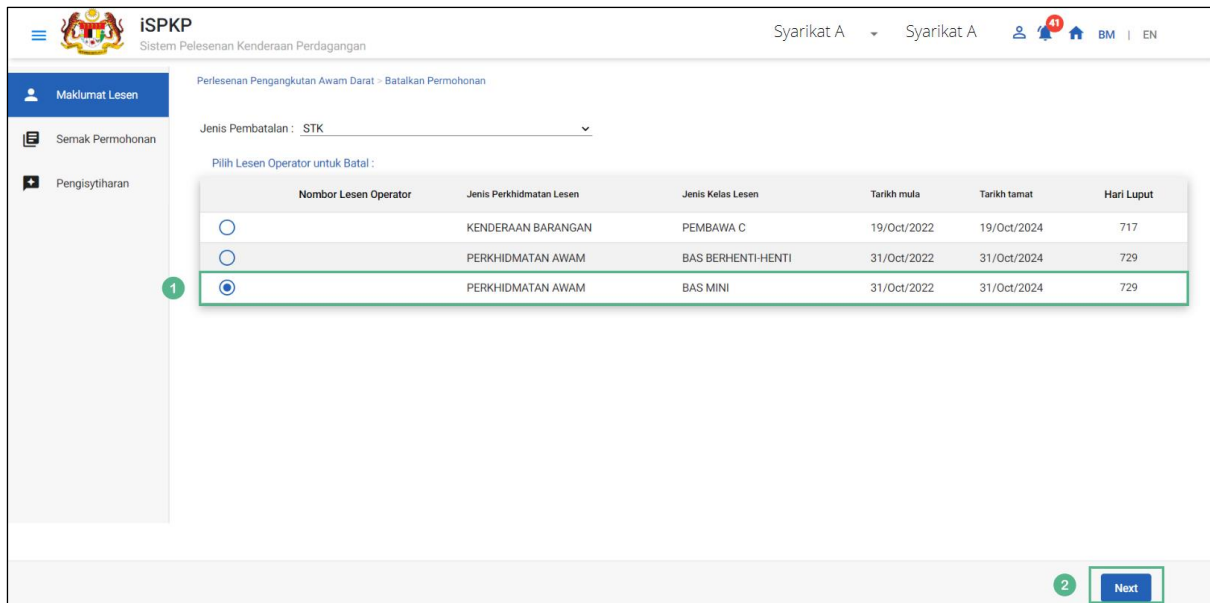 iSPKP
Sistem Pelesenan Kenderaan Perdagangan
Syarikat A Syarikat A 41 BM | EN
Maklumat Lesen
Semak Permohonan
Pengisytiharan
Perlesenan Pengangkutan Awam Darat > Batalkan Permohonan
Jenis Pembatalan : STK
Pilih Lesen Operator untuk Batal :
Nombor Lesen Operator Jenis Perkhidmatan Lesen Jenis Kelas Lesen Tarikh mula Tarikh tamat Hari Luput
KENDERAAN BARANGAN PEMBAWA C 19/Oct/2022 19/Oct/2024 717
PERKHIDMATAN AWAM BAS BERHENTI-HENTI 31/Oct/2022 31/Oct/2024 729
1 PERKHIDMATAN AWAM BAS MINI 31/Oct/2022 31/Oct/2024 729
2 Next